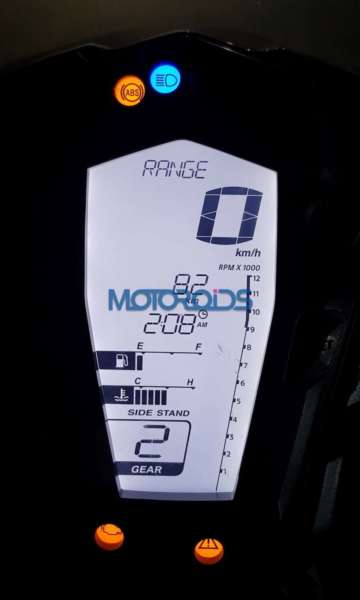 ABS
RANGE
0
km/h
RPM X 1000
82
MOTOROIDS
2:08 AM
E F
C H
SIDE STAND
2
GEAR
12
11
10
9
8
7
6
5
4
3
2
1